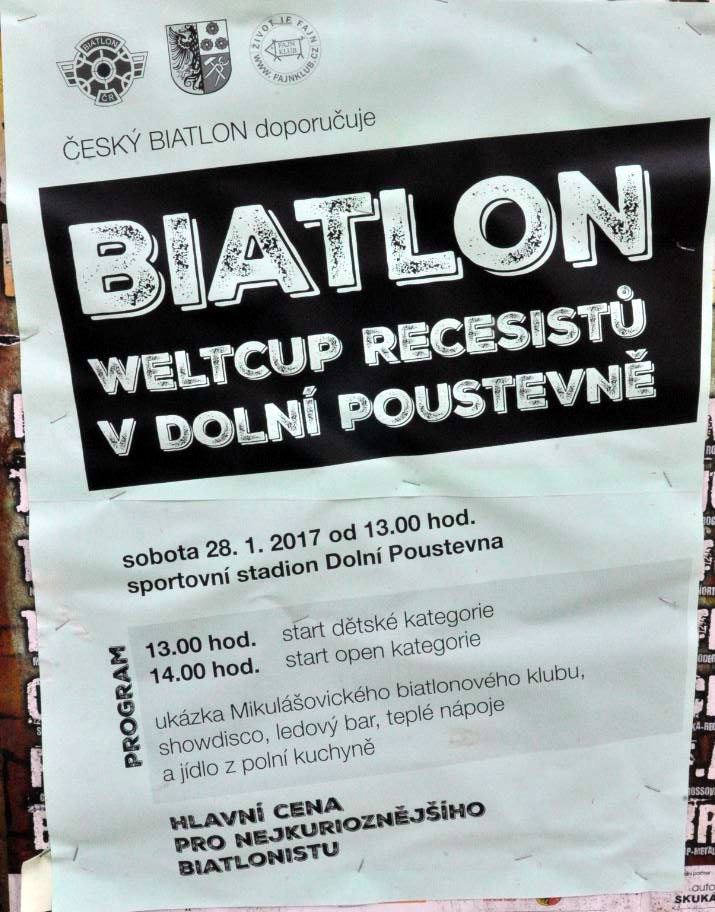 BIATLON
ČR
ŽIVOT JE FAJN
FAJN
KLUB
WWW.FAJNKLUB.CZ
ČESKÝ BIATLON doporučuje
BIATLON
WELTCUP RECESISTŮ
V DOLNÍ POUSTEVNĚ
sobota 28. 1. 2017 od 13.00 hod.
sportovní stadion Dolní Poustevna
PROGRAM
13.00 hod. start dětské kategorie
14.00 hod. start open kategorie
ukázka Mikulášovického biatlonového klubu,
showdisco, ledový bar, teplé nápoje
a jídlo z polní kuchyně
HLAVNÍ CENA
PRO NEJKURIOZNĚJŠÍHO
BIATLONISTU
partner
SKUKA